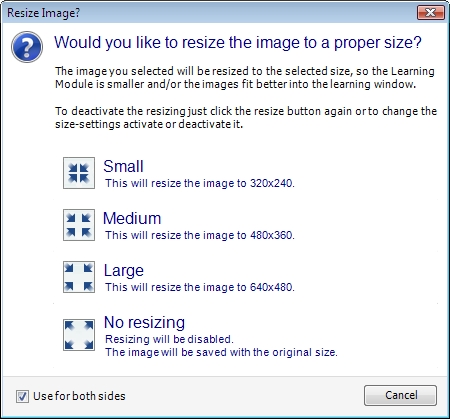 Resize Image?
Would you like to resize the image to a proper size?
The image you selected will be resized to the selected size, so the Learning
Module is smaller and/or the images fit better into the learning window.
To deactivate the resizing just click the resize button again or to change the
size-settings activate or deactivate it.
Small
This will resize the image to 320x240.
Medium
This will resize the image to 480x360.
Large
This will resize the image to 640x480.
No resizing
Resizing will be disabled.
The image will be saved with the original size.
Use for both sides
Cancel